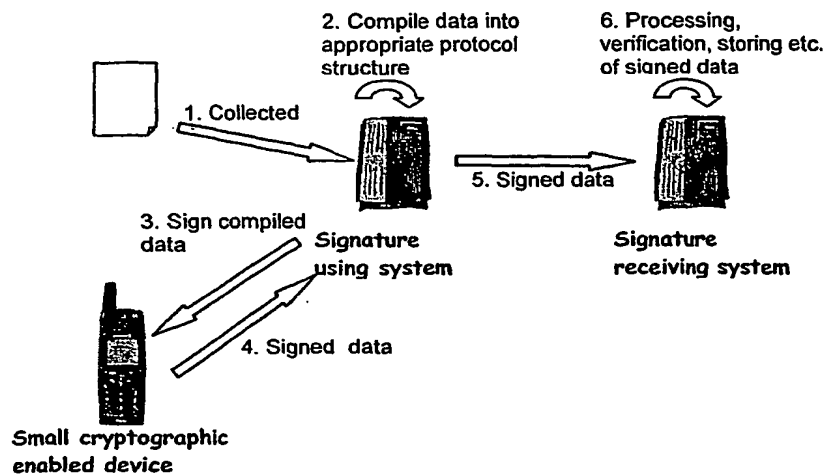 2. Compile data into
appropriate protocol
structure
6. Processing,
verification, storing etc.
of signed data
1. Collected
5. Signed data
3. Sign compiled
data
Signature
using system
Signature
receiving system
4. Signed data
Small cryptographic
enabled device